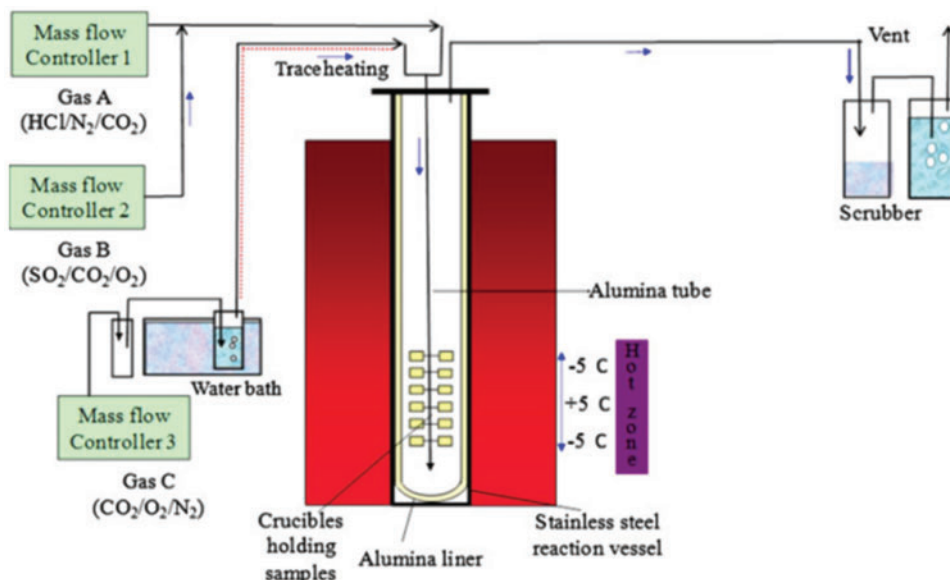 Mass flow
Controller 1
Gas A
(HCl/N₂/CO₂)
Mass flow
Controller 2
Gas B
(SO₂/CO₂/O₂)
Trace heating
Water bath
Mass flow
Controller 3
Gas C
(CO₂/O₂/N₂)
Vent
Scrubber
Alumina tube
-5 C
+5 C
-5 C
Hot zone
Crucibles
holding
samples
Alumina liner
Stainless steel
reaction vessel